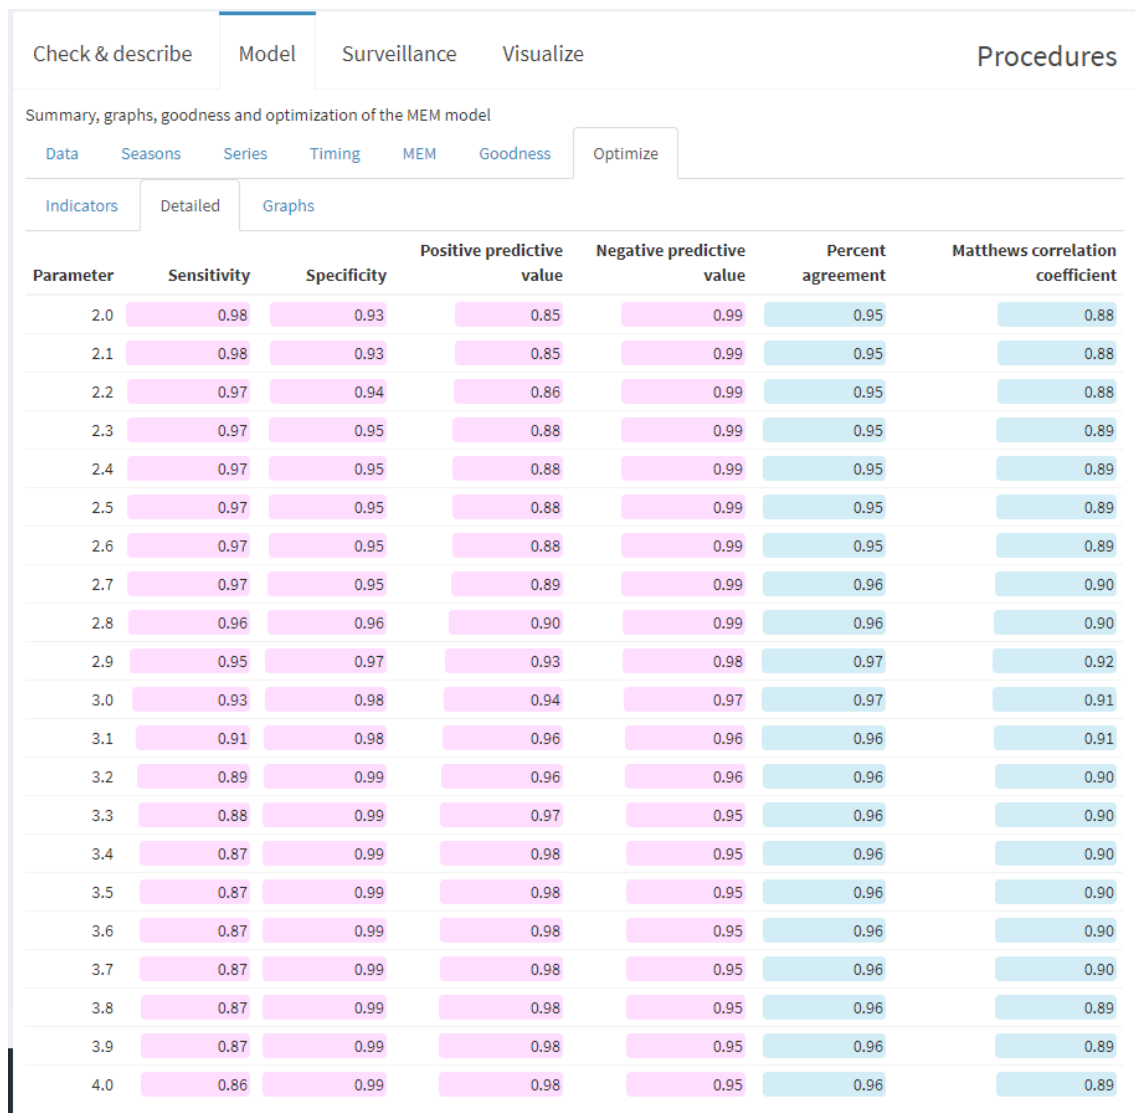 Check & describe Model Surveillance Visualize Procedures
Summary, graphs, goodness and optimization of the MEM model
Data Seasons Series Timing MEM Goodness Optimize
Indicators Detailed Graphs
Positive predictive Negative predictive Percent Matthews correlation
Parameter Sensitivity Specificity value value agreement coefficient
2.0 0.98 0.93 0.85 0.99 0.95 0.88
2.1 0.98 0.93 0.85 0.99 0.95 0.88
2.2 0.97 0.94 0.86 0.99 0.95 0.88
2.3 0.97 0.95 0.88 0.99 0.95 0.89
2.4 0.97 0.95 0.88 0.99 0.95 0.89
2.5 0.97 0.95 0.88 0.99 0.95 0.89
2.6 0.97 0.95 0.88 0.99 0.95 0.89
2.7 0.97 0.95 0.89 0.99 0.96 0.90
2.8 0.96 0.96 0.90 0.99 0.96 0.90
2.9 0.95 0.97 0.93 0.98 0.97 0.92
3.0 0.93 0.98 0.94 0.97 0.97 0.91
3.1 0.91 0.98 0.96 0.96 0.96 0.91
3.2 0.89 0.99 0.96 0.96 0.96 0.90
3.3 0.88 0.99 0.97 0.95 0.96 0.90
3.4 0.87 0.99 0.98 0.95 0.96 0.90
3.5 0.87 0.99 0.98 0.95 0.96 0.90
3.6 0.87 0.99 0.98 0.95 0.96 0.90
3.7 0.87 0.99 0.98 0.95 0.96 0.90
3.8 0.87 0.99 0.98 0.95 0.96 0.89
3.9 0.87 0.99 0.98 0.95 0.96 0.89
4.0 0.86 0.99 0.98 0.95 0.96 0.89